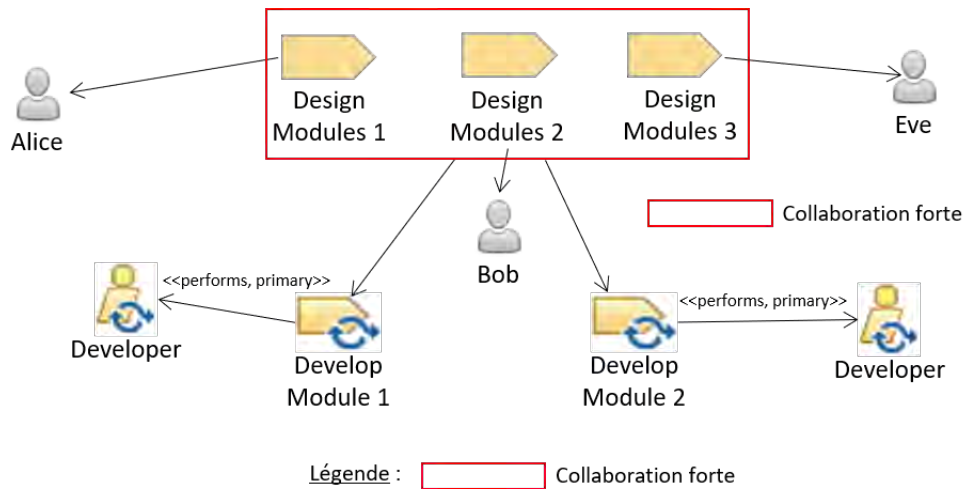 Design
Modules 1
Design
Modules 2
Design
Modules 3
Alice
Eve
Collaboration forte
Bob
<<performs, primary>>
<<performs, primary>>
Developer
Develop
Module 1
Develop
Module 2
Developer
Légende :
Collaboration forte